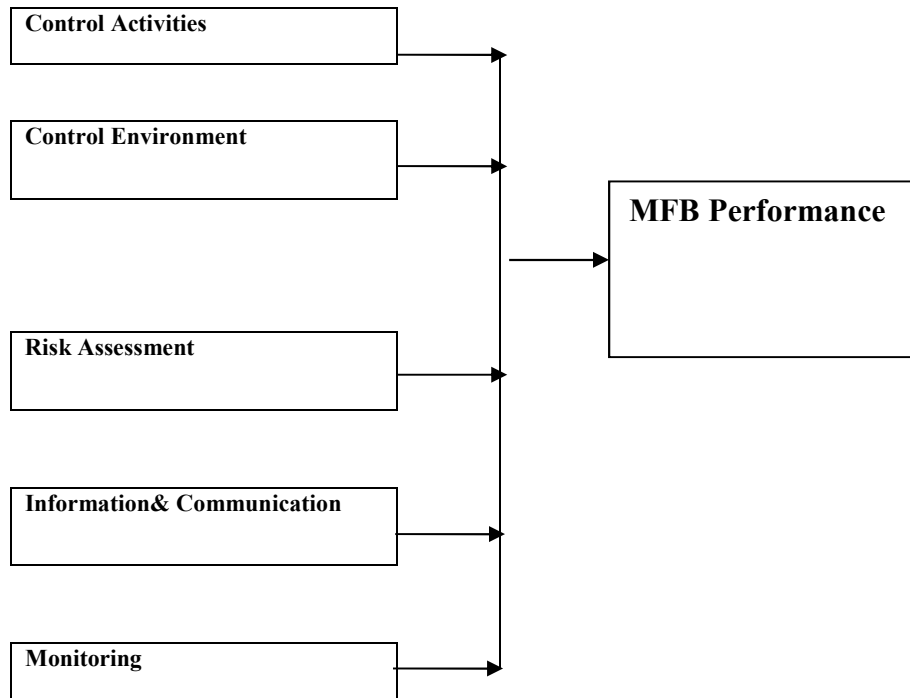 Control Activities
Control Environment
MFB Performance
Risk Assessment
Information& Communication
Monitoring